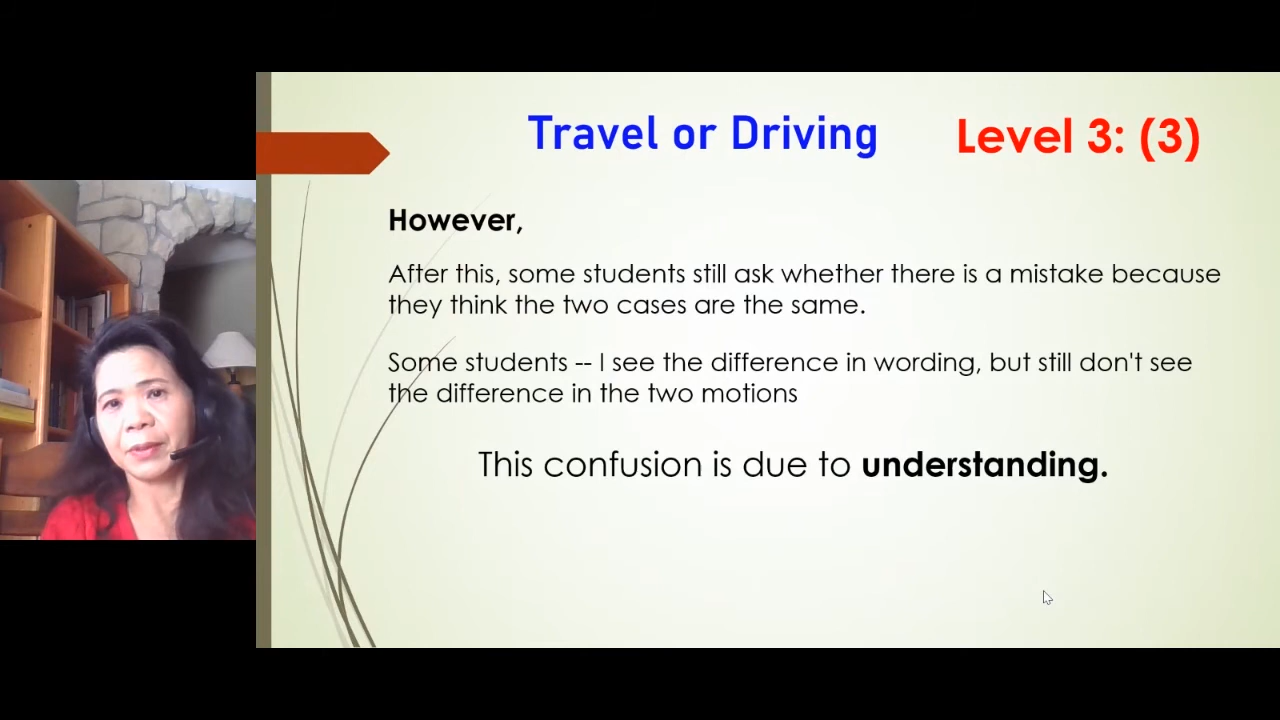 Travel or Driving
Level 3: (3)
However,
After this, some students still ask whether there is a mistake because
they think the two cases are the same.
Some students -- I see the difference in wording, but still don't see
the difference in the two motions
This confusion is due to understanding.